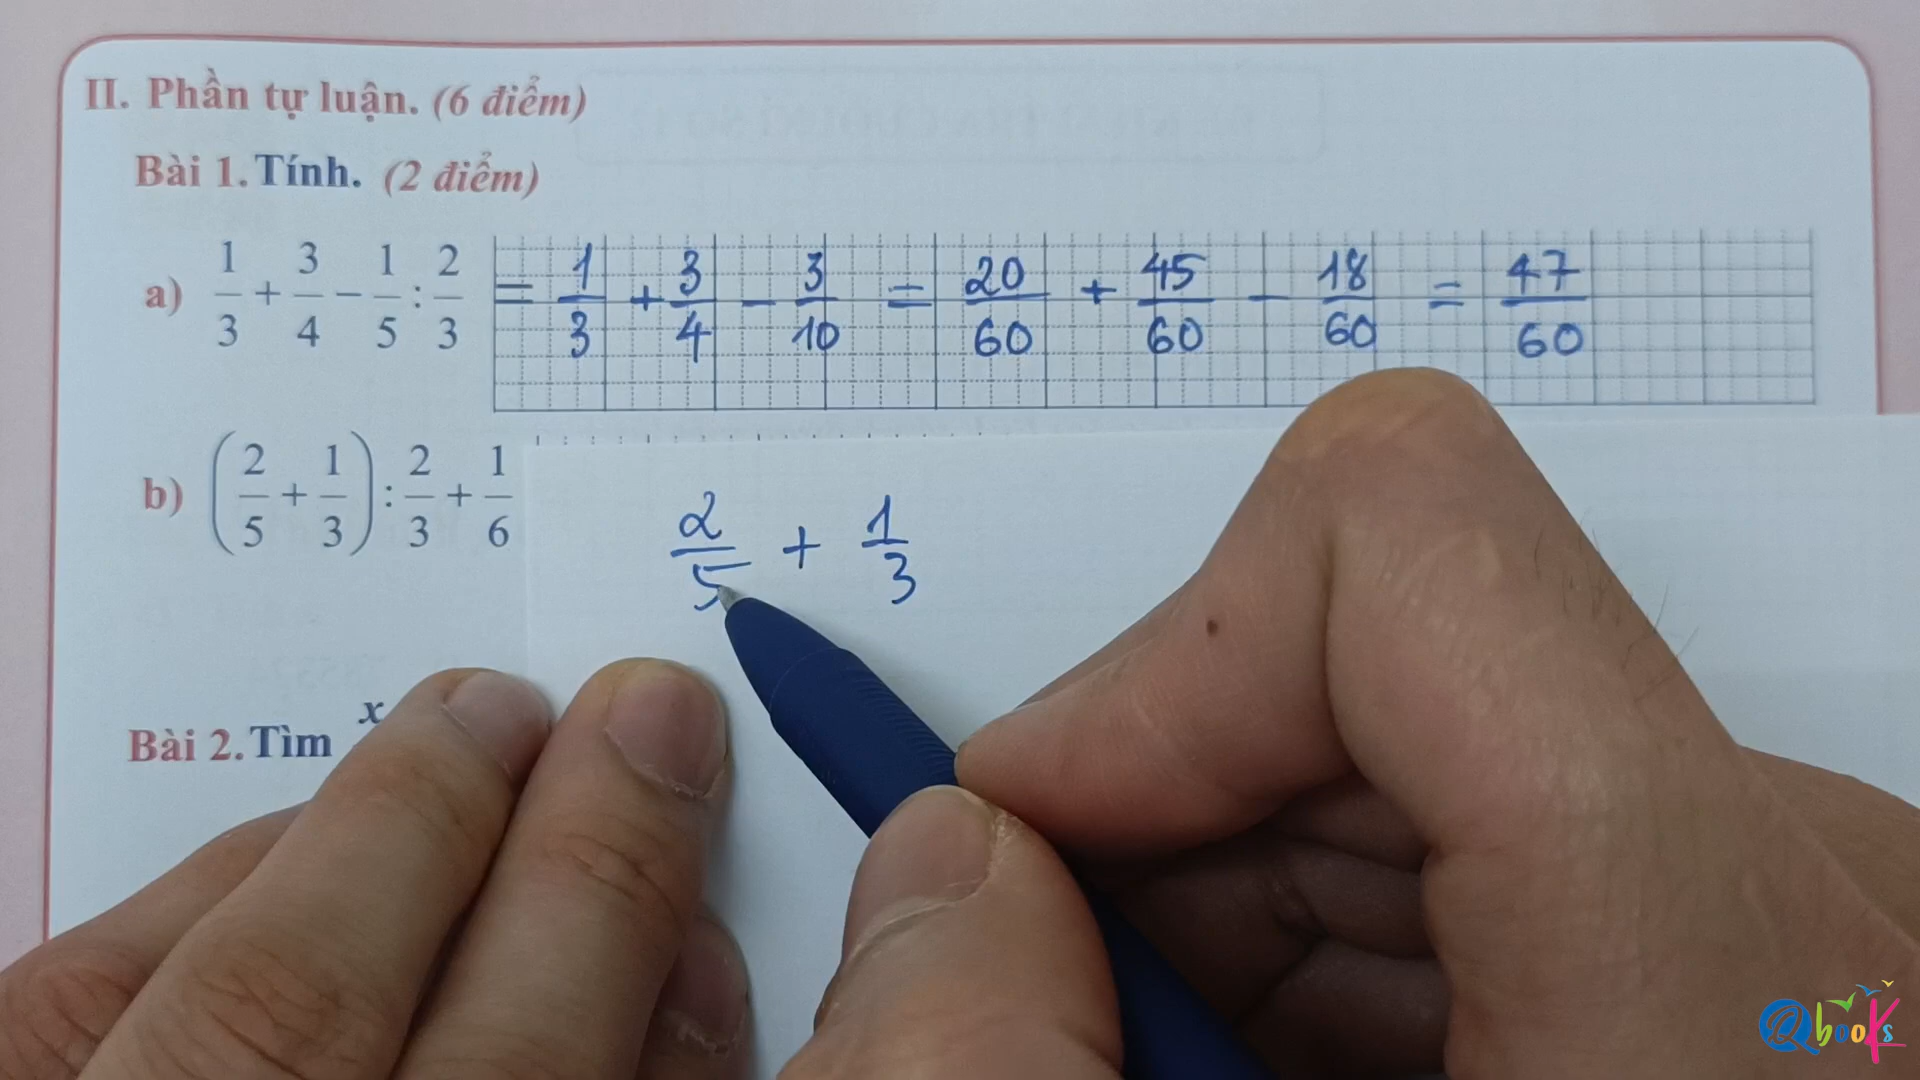 II. Phần tự luận. (6 điểm)
Bài 1. Tính. (2 điểm)
a) 1/3 + 3/4 - 1/5 : 2/3 = 1/3 + 3/4 - 3/10 = 20/60 + 45/60 - 18/60 = 47/60
b) (2/5 + 1/3) : 2/3 + 1/6
2/5 + 1/3
Bài 2. Tìm x
Qbooks